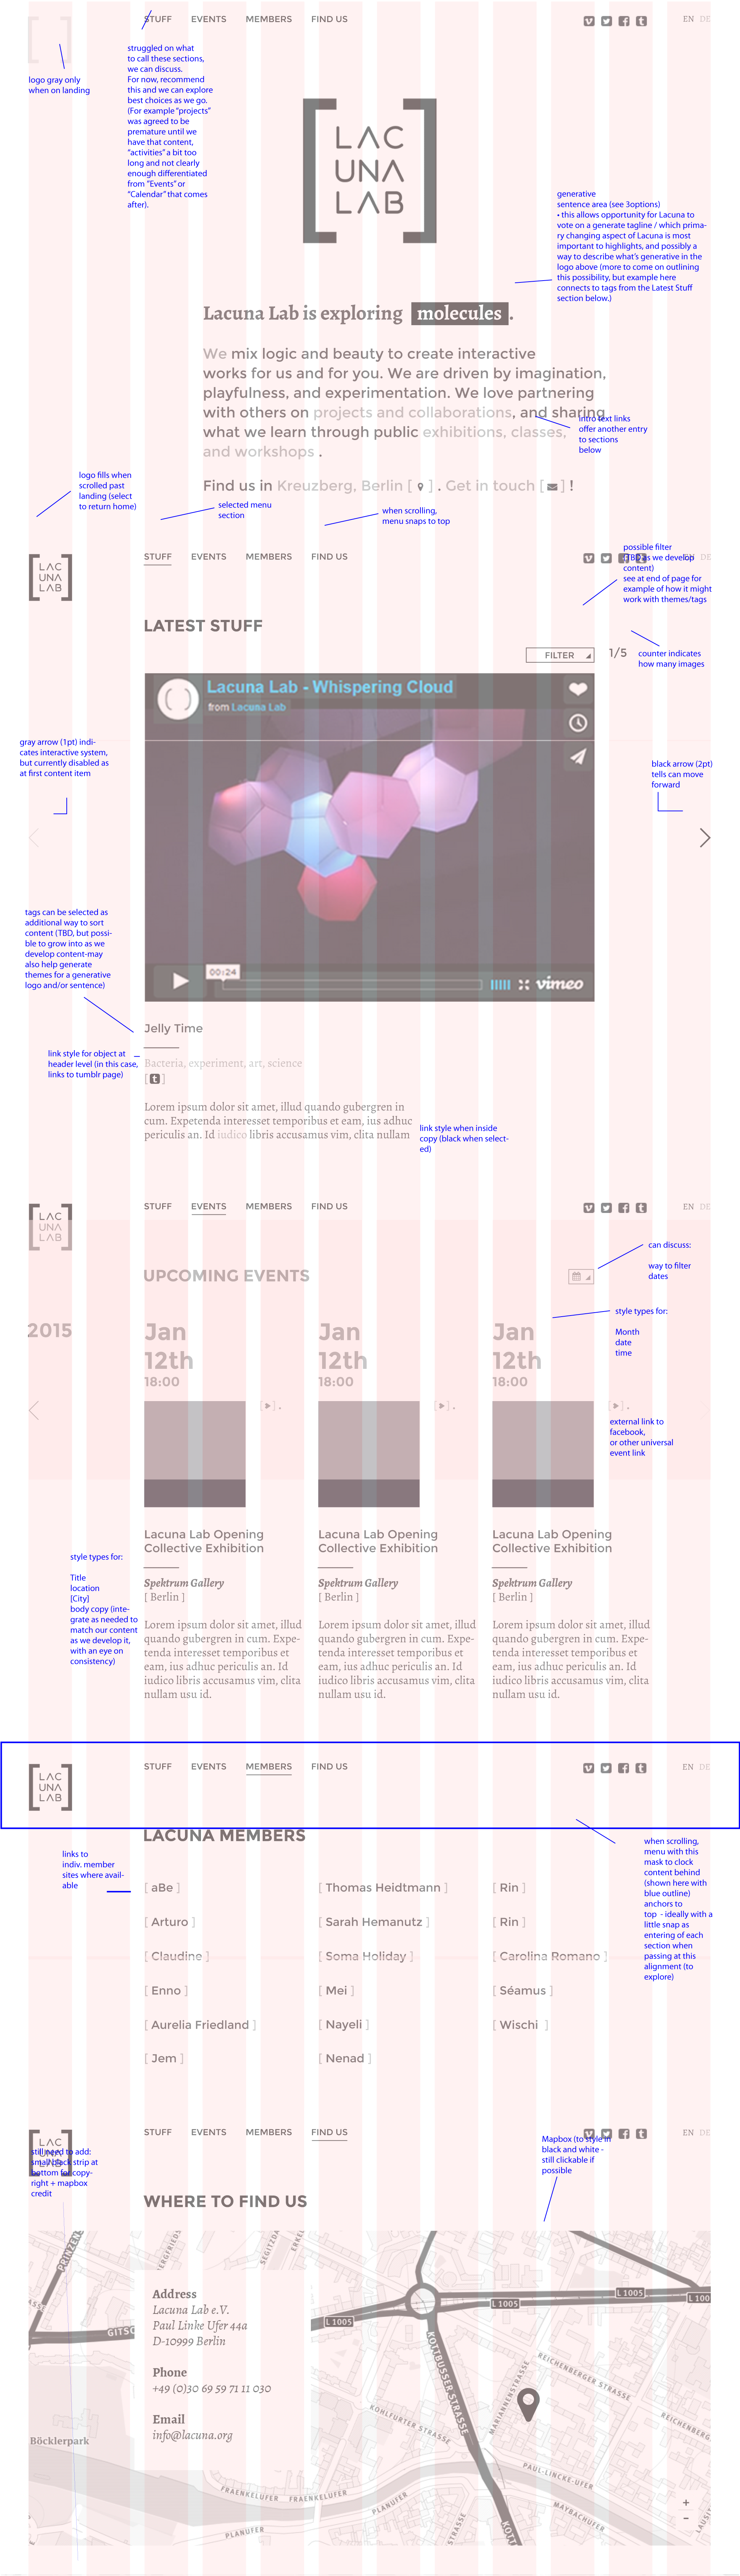 STUFF EVENTS MEMBERS FIND US
EN DE
logo gray only
when on landing
struggled on what
to call these sections,
we can discuss.
For now, recommend
this and we can explore
best choices as we go.
(For example "projects"
was agreed to be
premature until we
have that content,
"activities" a bit too
long and not clearly
enough differentiated
from "Events" or
"Calendar" that comes
after).
LAC
UNA
LAB
generative
sentence area (see 3options)
• this allows opportunity for Lacuna to
vote on a generate tagline / which prima-
ry changing aspect of Lacuna is most
important to highlights, and possibly a
way to describe what's generative in the
logo above (more to come on outlining
this possibility, but example here
connects to tags from the Latest Stuff
section below.)
Lacuna Lab is exploring molecules .
We mix logic and beauty to create interactive
works for us and for you. We are driven by imagination,
playfulness, and experimentation. We love partnering
with others on projects and collaborations, and sharing
what we learn through public exhibitions, classes,
and workshops .
intro text links
offer another entry
to sections
below
Find us in Kreuzberg, Berlin [ ] . Get in touch [ ] !
logo fills when
scrolled past
landing (select
to return home)
selected menu
section
when scrolling,
menu snaps to top
LAC
UNA
LAB
STUFF EVENTS MEMBERS FIND US
EN DE
possible filter
(TBD as we develop
content)
see at end of page for
example of how it might
work with themes/tags
LATEST STUFF
FILTER
1/5
counter indicates
how many images
Lacuna Lab - Whispering Cloud
from Lacuna Lab
gray arrow (1pt) indi-
cates interactive system,
but currently disabled as
at first content item
black arrow (2pt)
tells can move
forward
00:24
vimeo
tags can be selected as
additional way to sort
content (TBD, but possi-
ble to grow into as we
develop content-may
also help generate
themes for a generative
logo and/or sentence)
Jelly Time
link style for object at
header level (in this case,
links to tumblr page)
Bacteria, experiment, art, science
[ t ]
Lorem ipsum dolor sit amet, illud quando gubergren in
cum. Expetenda interesset temporibus et eam, ius adhuc
periculis an. Id iudico libris accusamus vim, clita nullam
link style when inside
copy (black when select-
ed)
LAC
UNA
LAB
STUFF EVENTS MEMBERS FIND US
EN DE
UPCOMING EVENTS
can discuss:
way to filter
dates
2015
style types for:
Month
date
time
Jan
12th
18:00
Jan
12th
18:00
Jan
12th
18:00
external link to
facebook,
or other universal
event link
style types for:
Title
location
[City]
body copy (inte-
grate as needed to
match our content
as we develop it,
with an eye on
consistency)
Lacuna Lab Opening
Collective Exhibition
Spektrum Gallery
[ Berlin ]
Lorem ipsum dolor sit amet, illud
quando gubergren in cum. Expe-
tenda interesset temporibus et
eam, ius adhuc periculis an. Id
iudico libris accusamus vim, clita
nullam usu id.
Lacuna Lab Opening
Collective Exhibition
Spektrum Gallery
[ Berlin ]
Lorem ipsum dolor sit amet, illud
quando gubergren in cum. Expe-
tenda interesset temporibus et
eam, ius adhuc periculis an. Id
iudico libris accusamus vim, clita
nullam usu id.
Lacuna Lab Opening
Collective Exhibition
Spektrum Gallery
[ Berlin ]
Lorem ipsum dolor sit amet, illud
quando gubergren in cum. Expe-
tenda interesset temporibus et
eam, ius adhuc periculis an. Id
iudico libris accusamus vim, clita
nullam usu id.
LAC
UNA
LAB
STUFF EVENTS MEMBERS FIND US
EN DE
LACUNA MEMBERS
links to
indiv. member
sites where avail-
able
when scrolling,
menu with this
mask to clock
content behind
(shown here with
blue outline)
anchors to
top - ideally with a
little snap as
entering of each
section when
passing at this
alignment (to
explore)
[ aBe ] [ Thomas Heidtmann ] [ Rin ]
[ Arturo ] [ Sarah Hemanutz ] [ Rin ]
[ Claudine ] [ Soma Holiday ] [ Carolina Romano ]
[ Enno ] [ Mei ] [ Séamus ]
[ Aurelia Friedland ] [ Nayeli ] [ Wischi ]
[ Jem ] [ Nenad ]
LAC
UNA
LAB
STUFF EVENTS MEMBERS FIND US
EN DE
still need to add:
small black strip at
bottom for copy-
right + mapbox
credit
Mapbox (to style in
black and white -
still clickable if
possible
WHERE TO FIND US
Address
Lacuna Lab e.V.
Paul Linke Ufer 44a
D-10999 Berlin
Phone
+49 (0)30 69 59 71 11 030
Email
info@lacuna.org
PRINZEN
SEGITZDA
GITSC
L 1005
L 1005
L 1005
L 100
KOTTBUSSER STRASSE
MARIANNENSTRASSE
REICHENBERGER STRASSE
REICHENBERG
KOHLFURTER STRASSE
Böcklerpark
FRAENKELUFER
FRAENKELUFER
PLANUFER
PLANUFER
PAUL-LINCKE-UFER
MAYBACHUFER
STRASSE
KOTT
+
-